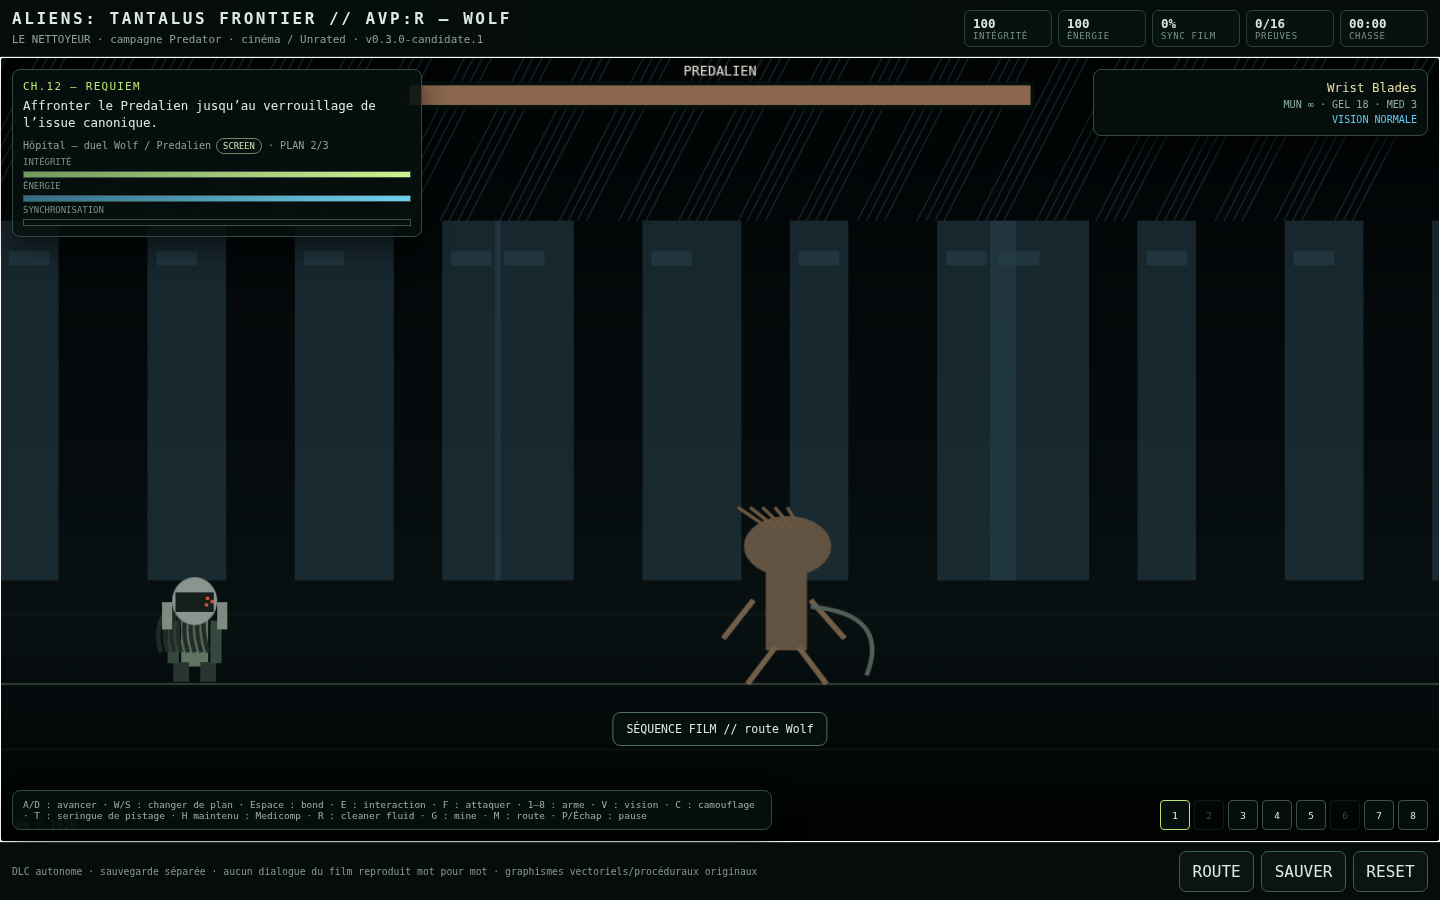 ALIENS: TANTALUS FRONTIER // AVP:R — WOLF
LE NETTOYEUR · campagne Predator · cinéma / Unrated · v0.3.0-candidate.1
100
INTÉGRITÉ
100
ÉNERGIE
0%
SYNC FILM
0/16
PREUVES
00:00
CHASSE
PREDALIEN
CH.12 — REQUIEM
Affronter le Predalien jusqu’au verrouillage de
l’issue canonique.
Hôpital — duel Wolf / Predalien SCREEN · PLAN 2/3
INTÉGRITÉ
ÉNERGIE
SYNCHRONISATION
Wrist Blades
MUN ∞ · GEL 18 · MED 3
VISION NORMALE
SÉQUENCE FILM // route Wolf
A/D : avancer · W/S : changer de plan · Espace : bond · E : interaction · F : attaquer · 1–8 : arme · V : vision · C : camouflage
· T : seringue de pistage · H maintenu : Medicomp · R : cleaner fluid · G : mine · M : route · P/Échap : pause
1 2 3 4 5 6 7 8
DLC autonome · sauvegarde séparée · aucun dialogue du film reproduit mot pour mot · graphismes vectoriels/procéduraux originaux
ROUTE SAUVER RESET